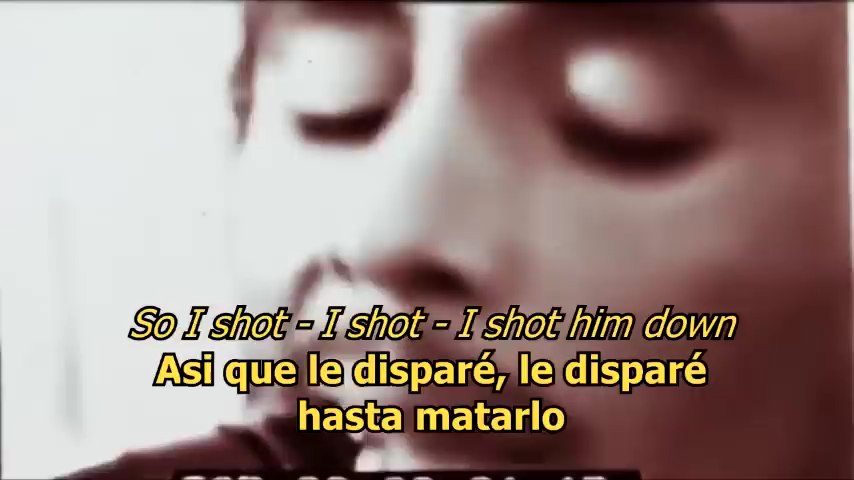 So I shot - I shot - I shot him down
Asi que le disparé, le disparé
hasta matarlo